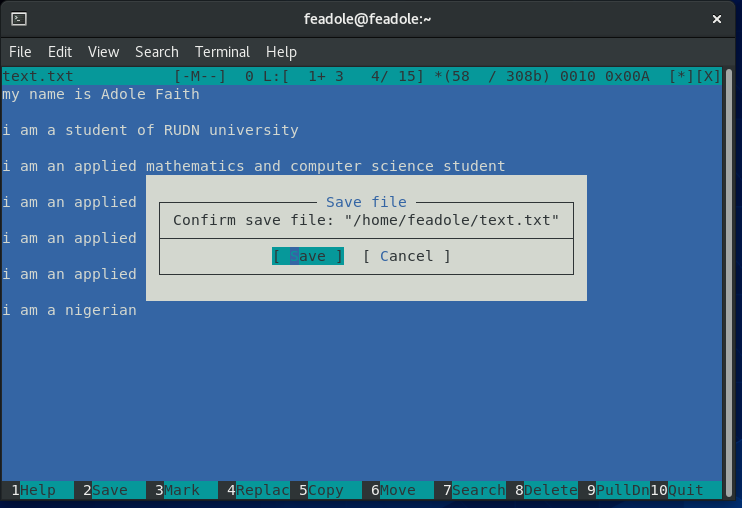 feadole@feadole:~
File Edit View Search Terminal Help
text.txt [-M--] 0 L:[ 1+ 3 4/ 15] *(58 / 308b) 0010 0x00A [*][X]
my name is Adole Faith
i am a student of RUDN university
i am an applied mathematics and computer science student
i am an applied
i am an applied
i am an applied
i am a nigerian
Save file
Confirm save file: "/home/feadole/text.txt"
[ Save ] [ Cancel ]
1Help 2Save 3Mark 4Replac 5Copy 6Move 7Search 8Delete 9PullDn 10Quit